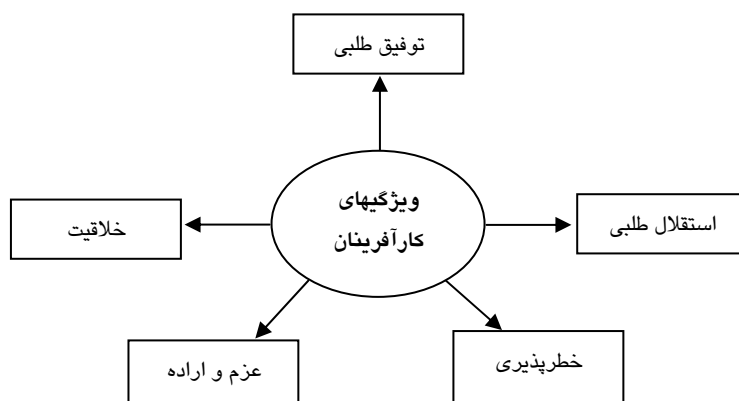 توفیق طلبی
ویژگیهای
کارآفرینان
استقلال طلبی
خلاقیت
خطرپذیری
عزم و اراده